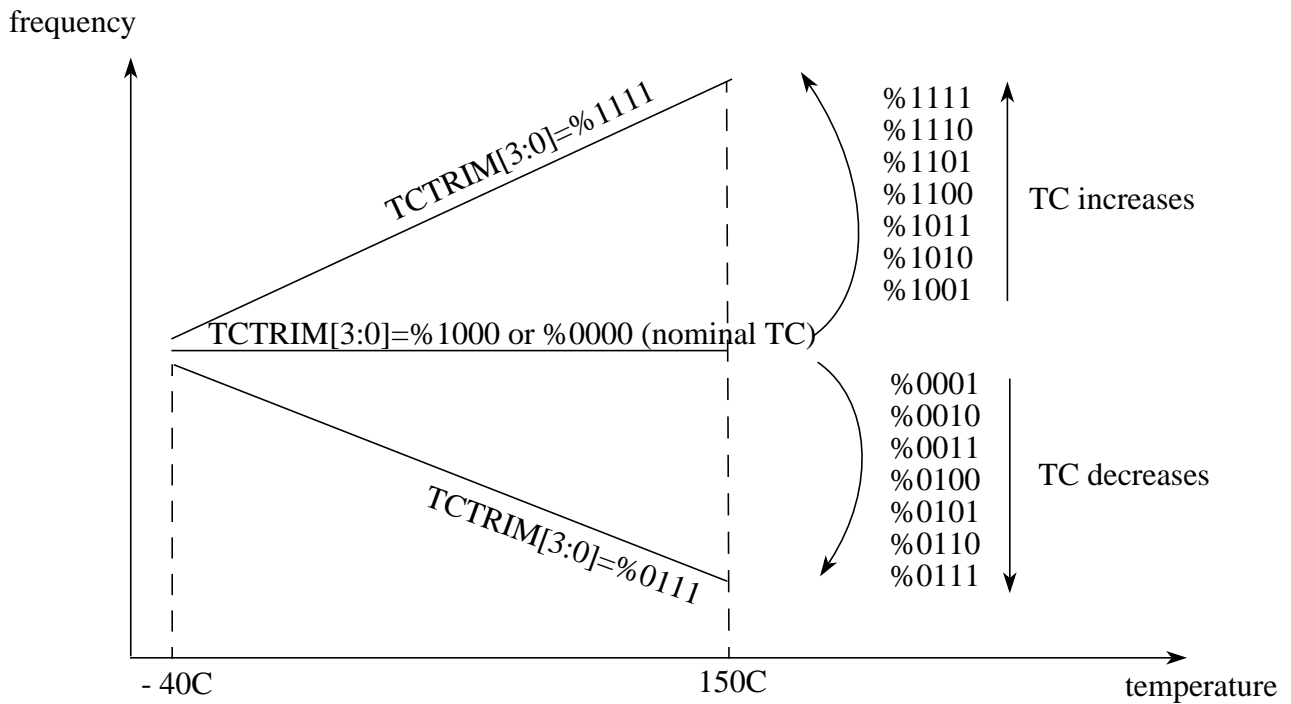 frequency
TCTRIM[3:0]=%1111
%1111
%1110
%1101
%1100
%1011
%1010
%1001
TC increases
TCTRIM[3:0]=%1000 or %0000 (nominal TC)
%0001
%0010
%0011
%0100
%0101
%0110
%0111
TC decreases
TCTRIM[3:0]=%0111
- 40C
150C
temperature